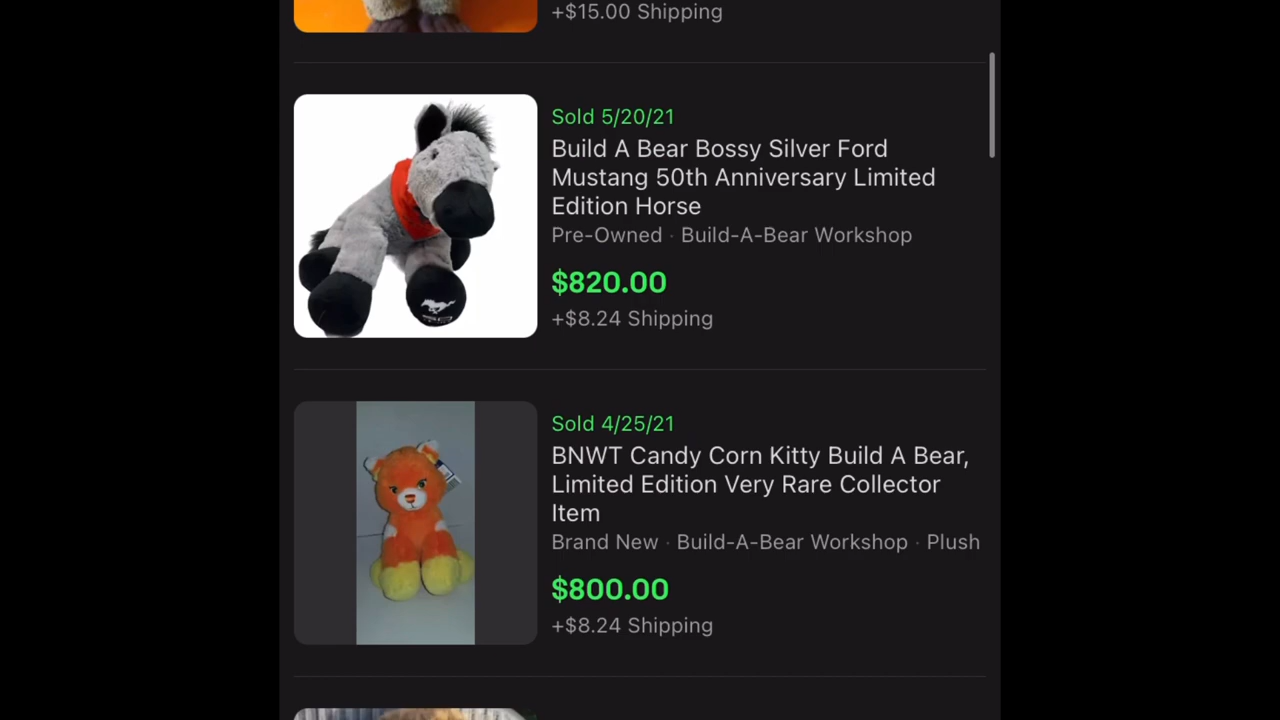 +$15.00 Shipping
Sold 5/20/21
Build A Bear Bossy Silver Ford
Mustang 50th Anniversary Limited
Edition Horse
Pre-Owned · Build-A-Bear Workshop
$820.00
+$8.24 Shipping
Sold 4/25/21
BNWT Candy Corn Kitty Build A Bear,
Limited Edition Very Rare Collector
Item
Brand New · Build-A-Bear Workshop · Plush
$800.00
+$8.24 Shipping